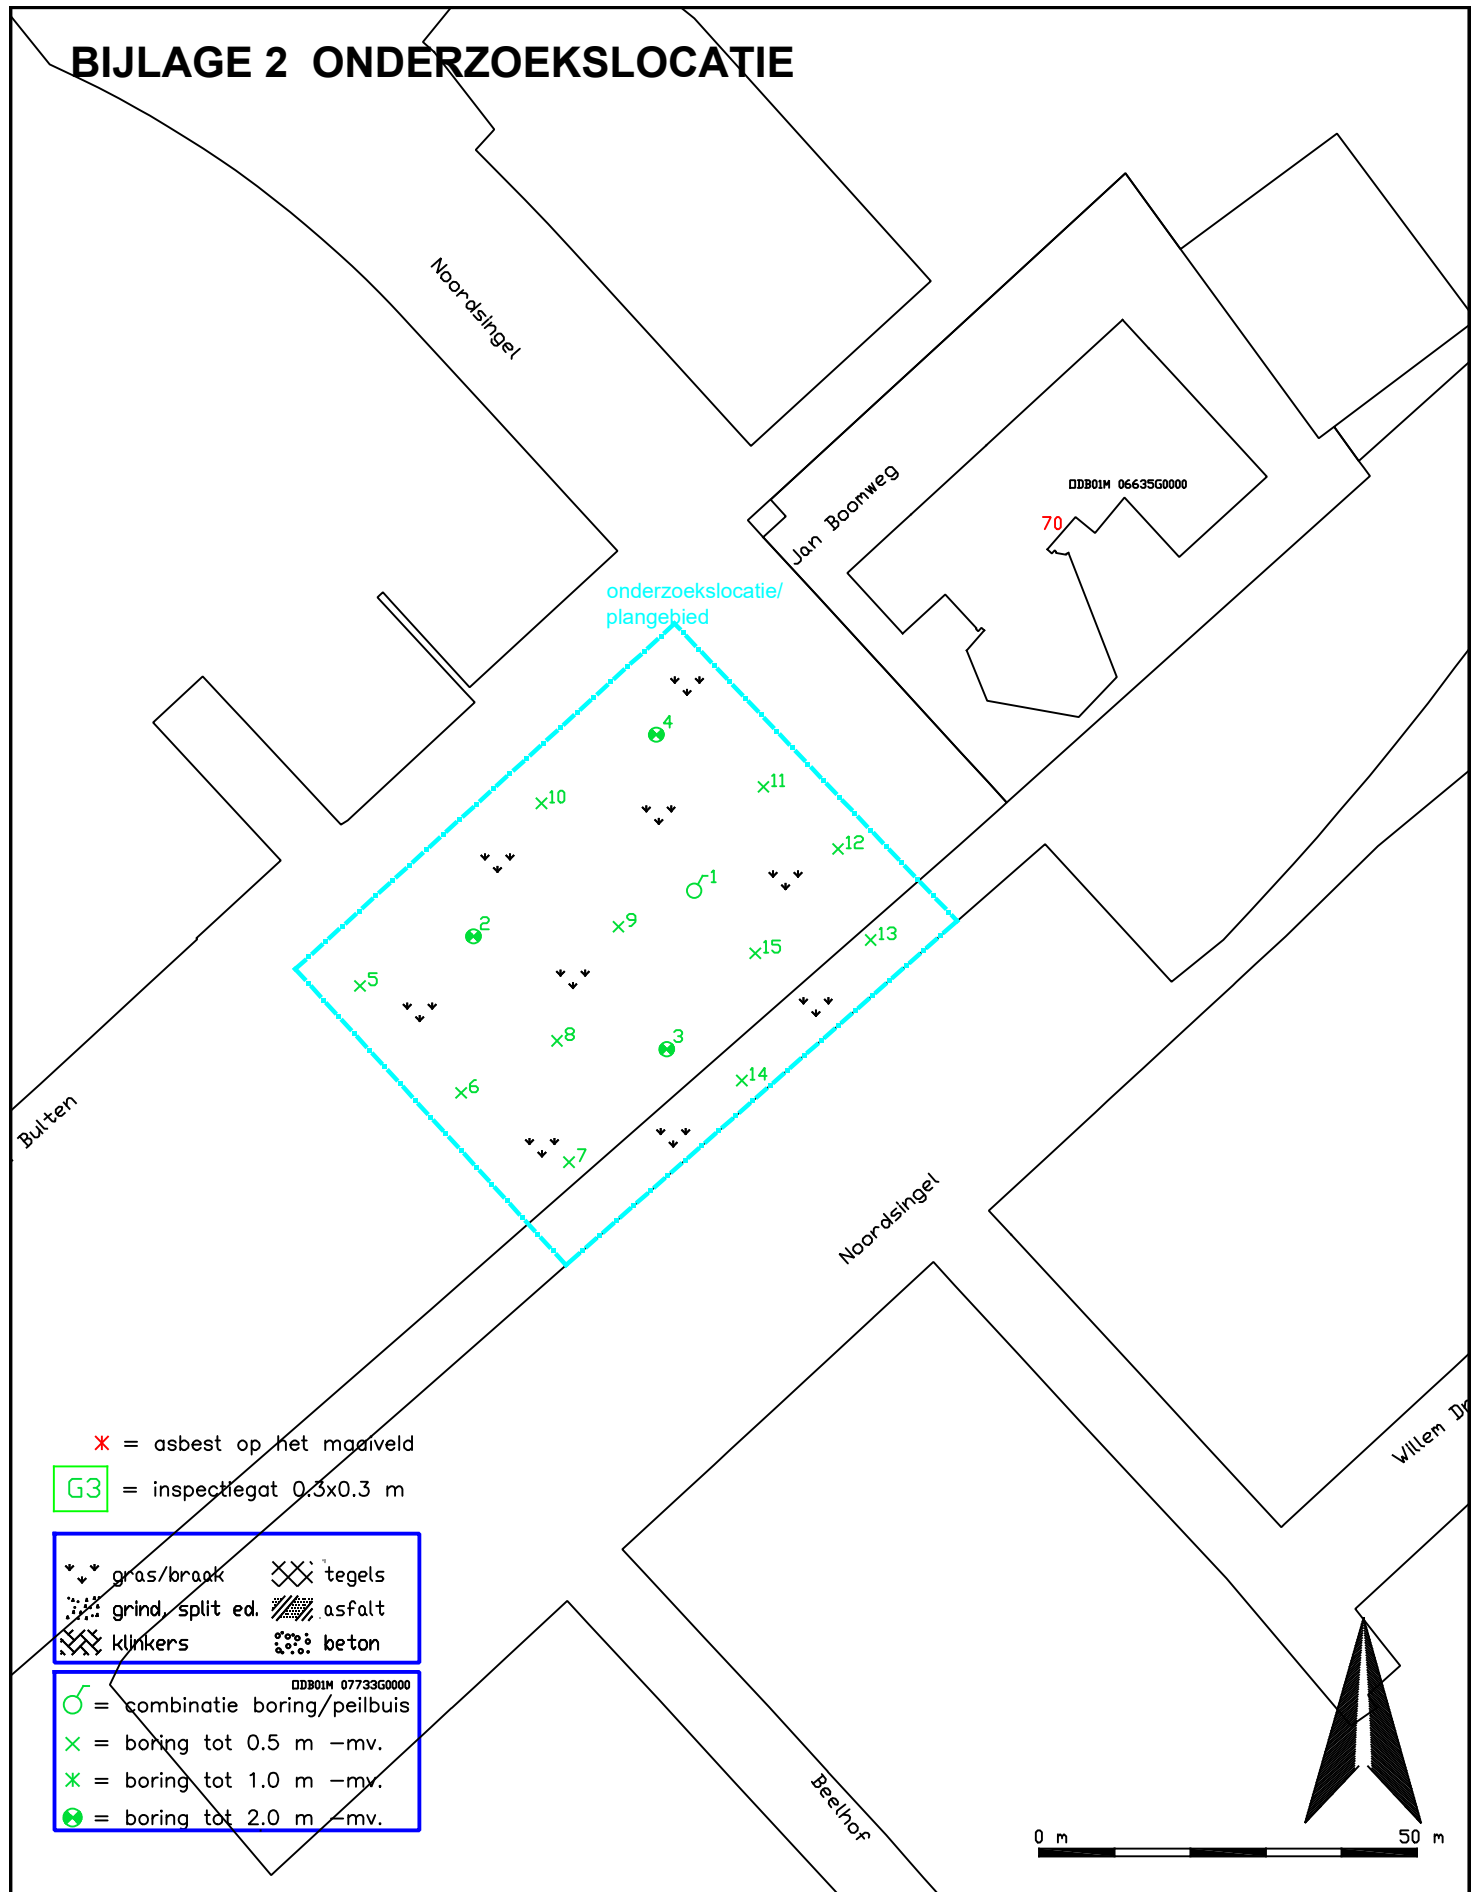 BIJLAGE 2 ONDERZOEKSLOCATIE
Noordsingel
Jan Boomweg
ODB01M 06635G0000
70
onderzoekslocatie/
plangebied
4
10
11
12
1
2
9
13
15
5
8
3
14
6
7
Bulten
Noordsingel
Willem Dr
* = asbest op het maaiveld
G3 = inspectiegat 0.3x0.3 m
gras/braak tegels
grind, split ed. asfalt
klinkers beton
ODB01M 07733G0000
= combinatie boring/peilbuis
× = boring tot 0.5 m -mv.
= boring tot 1.0 m -mv.
= boring tot 2.0 m -mv.
Beelhof
0 m 50 m